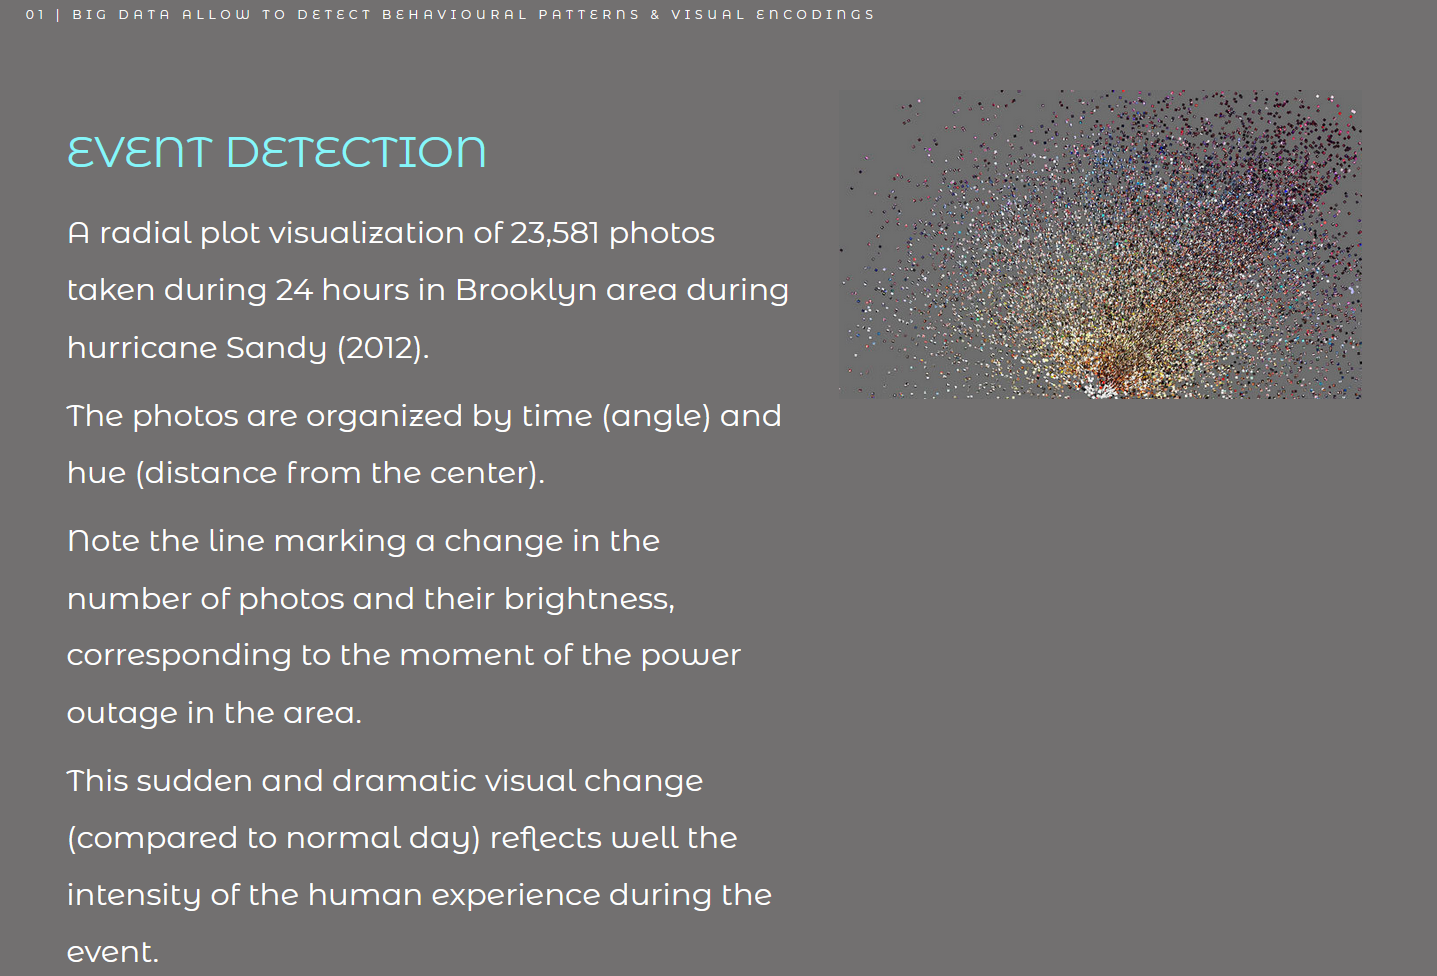 01 | BIG DATA ALLOW TO DETECT BEHAVIOURAL PATTERNS & VISUAL ENCODINGS
EVENT DETECTION
A radial plot visualization of 23,581 photos
taken during 24 hours in Brooklyn area during
hurricane Sandy (2012).
The photos are organized by time (angle) and
hue (distance from the center).
Note the line marking a change in the
number of photos and their brightness,
corresponding to the moment of the power
outage in the area.
This sudden and dramatic visual change
(compared to normal day) reflects well the
intensity of the human experience during the
event.